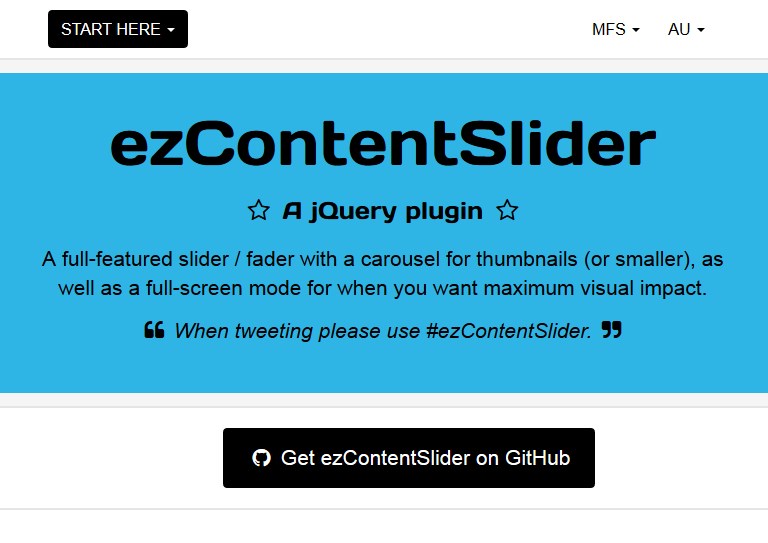 START HERE
MFS
AU
ezContentSlider
A jQuery plugin
A full-featured slider / fader with a carousel for thumbnails (or smaller), as
well as a full-screen mode for when you want maximum visual impact.
❝ When tweeting please use #ezContentSlider. ❞
Get ezContentSlider on GitHub